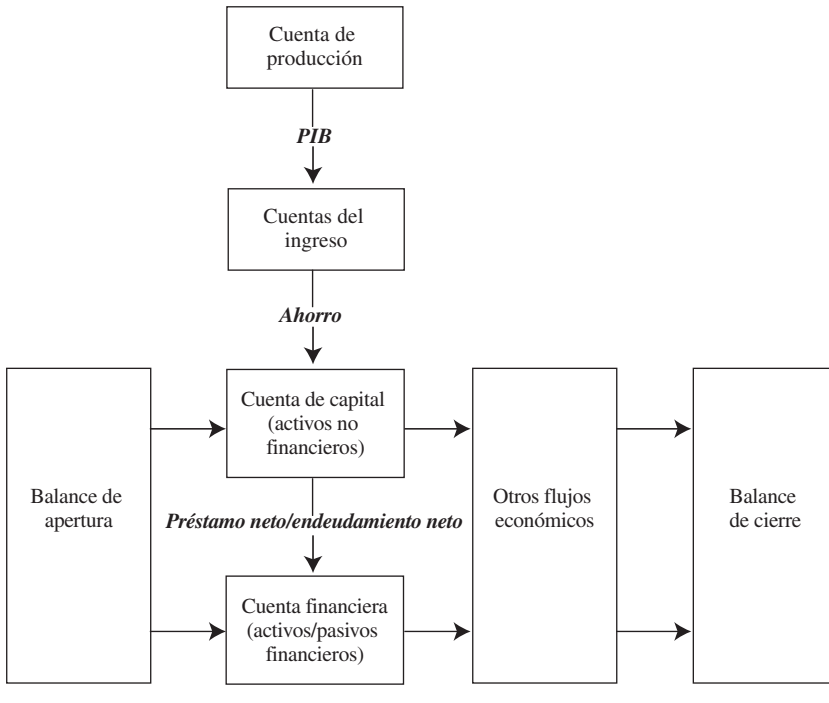 Cuenta de
producción
PIB
Cuentas del
ingreso
Ahorro
Balance de
apertura
Cuenta de capital
(activos no
financieros)
Préstamo neto/endeudamiento neto
Cuenta financiera
(activos/pasivos
financieros)
Otros flujos
económicos
Balance
de cierre